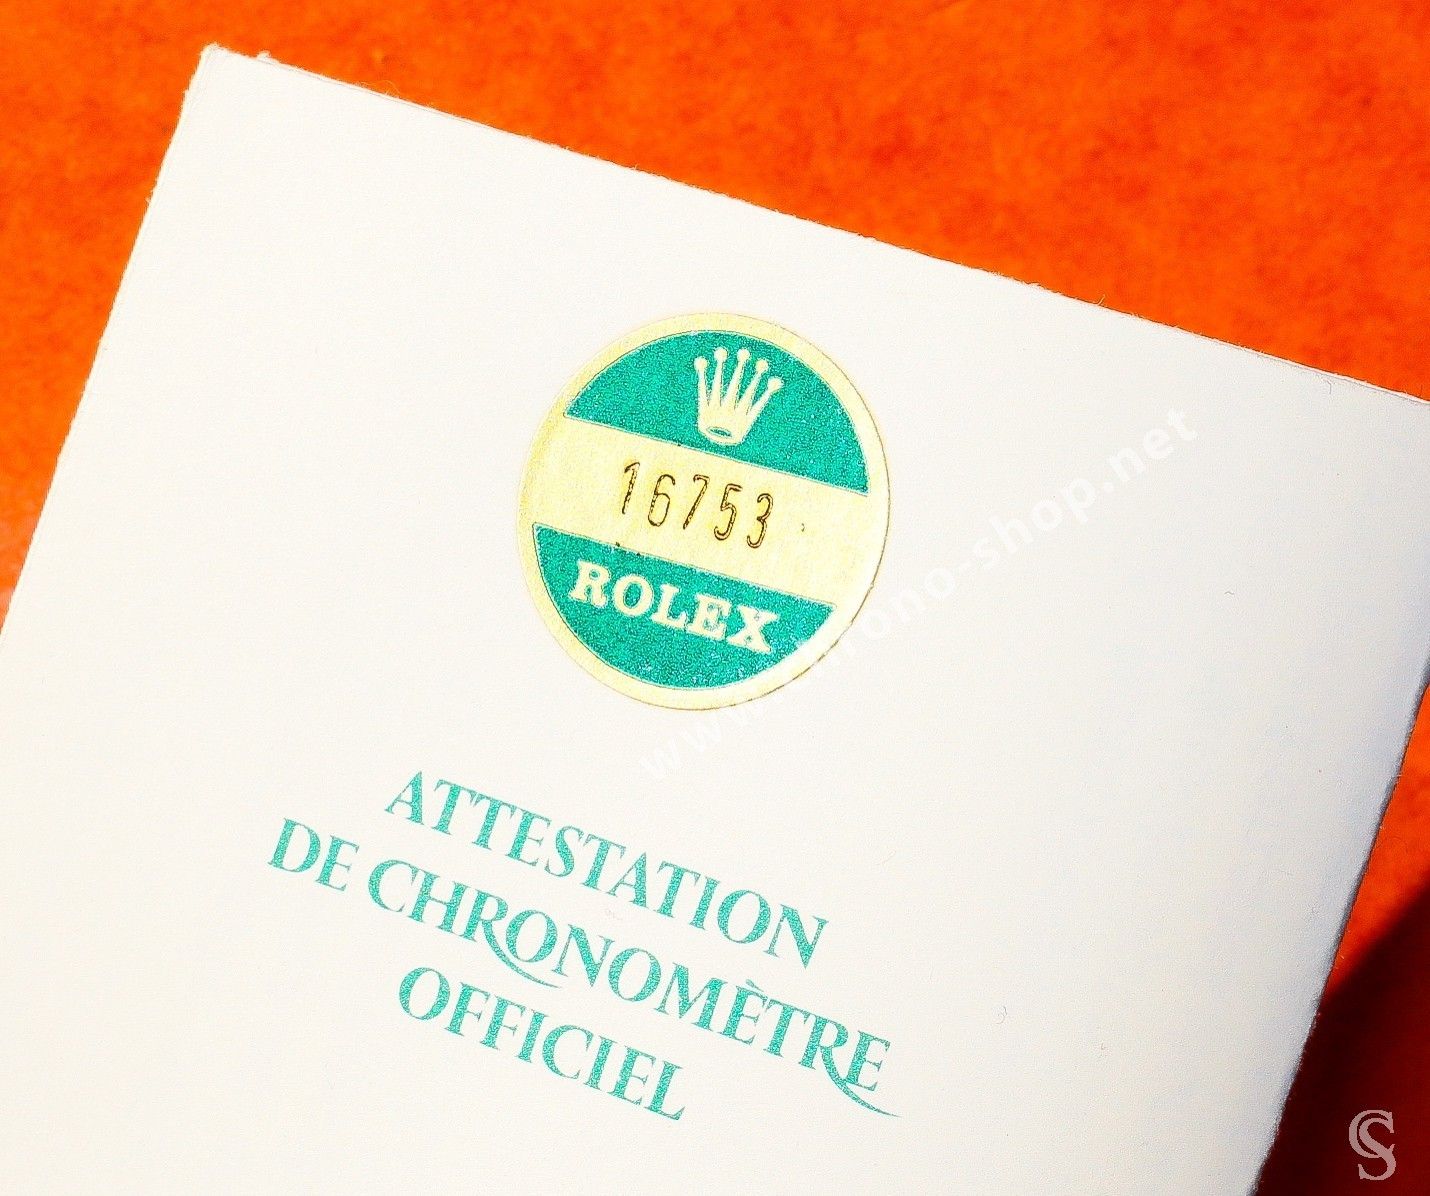 16753
ROLEX
ATTESTATION
DE CHRONOMÈTRE
OFFICIEL